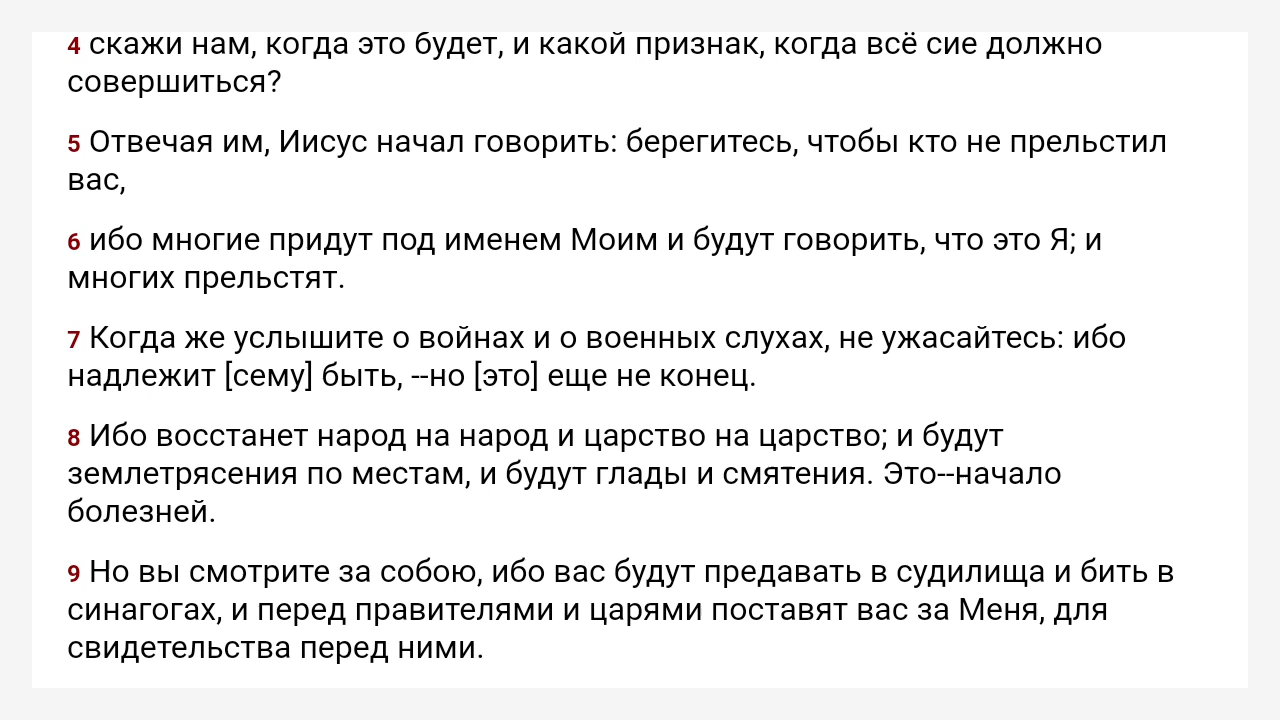 4 скажи нам, когда это будет, и какой признак, когда всё сие должно
совершиться?
5 Отвечая им, Иисус начал говорить: берегитесь, чтобы кто не прельстил
вас,
6 ибо многие придут под именем Моим и будут говорить, что это Я; и
многих прельстят.
7 Когда же услышите о войнах и о военных слухах, не ужасайтесь: ибо
надлежит [сему] быть, --но [это] еще не конец.
8 Ибо восстанет народ на народ и царство на царство; и будут
землетрясения по местам, и будут глады и смятения. Это--начало
болезней.
9 Но вы смотрите за собою, ибо вас будут предавать в судилища и бить в
синагогах, и перед правителями и царями поставят вас за Меня, для
свидетельства перед ними.